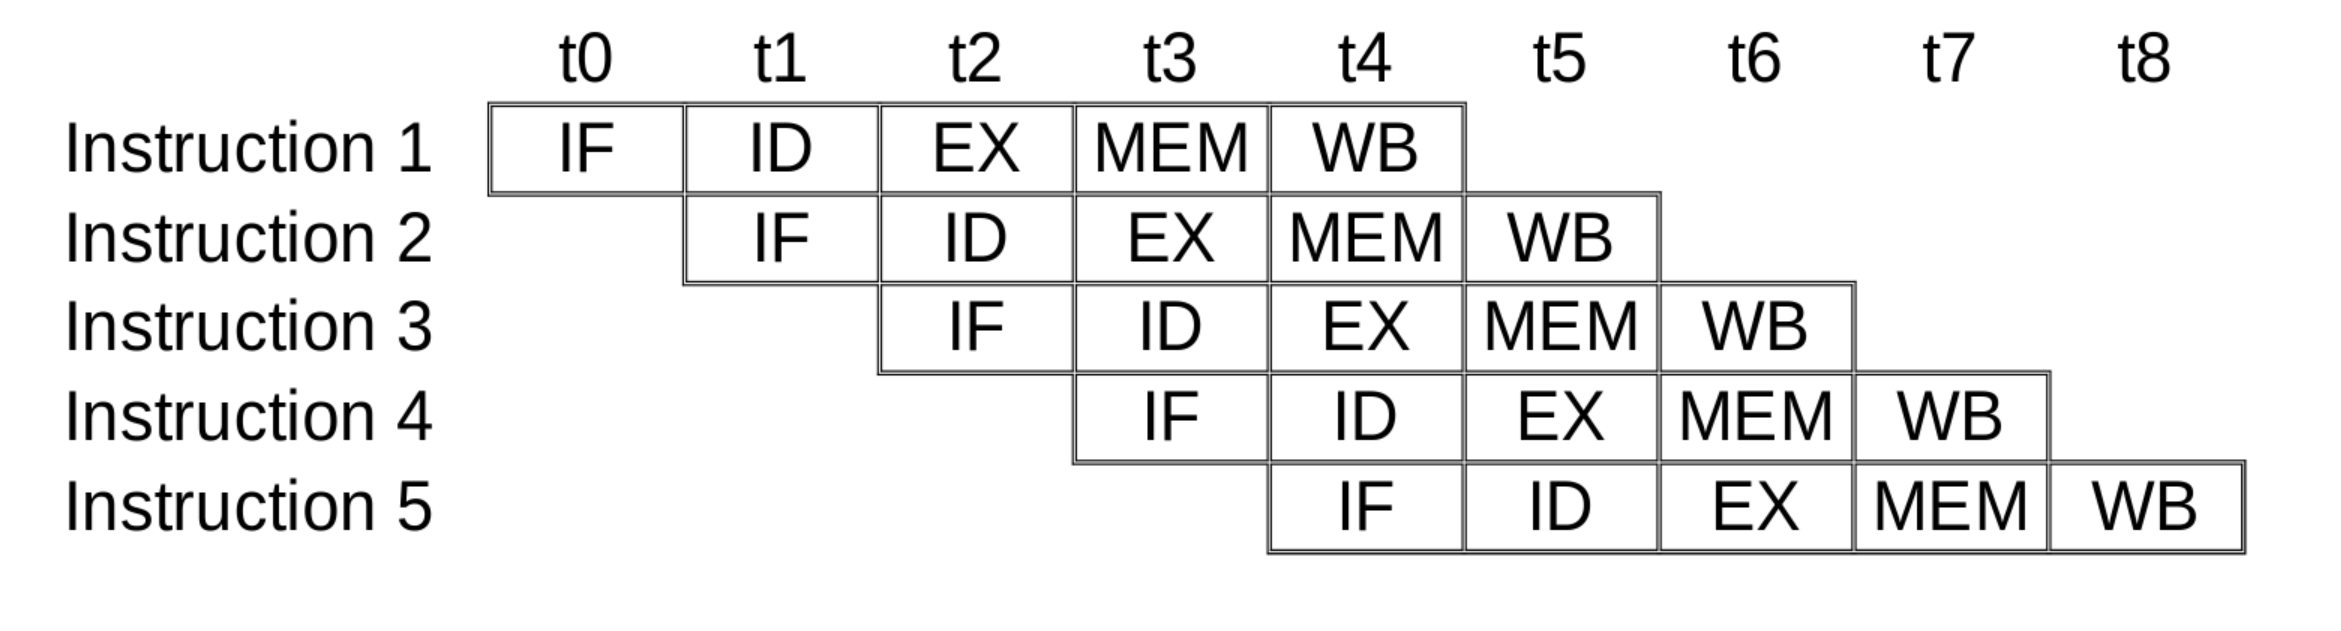 t0 t1 t2 t3 t4 t5 t6 t7 t8
Instruction 1 IF ID EX MEM WB
Instruction 2 IF ID EX MEM WB
Instruction 3 IF ID EX MEM WB
Instruction 4 IF ID EX MEM WB
Instruction 5 IF ID EX MEM WB